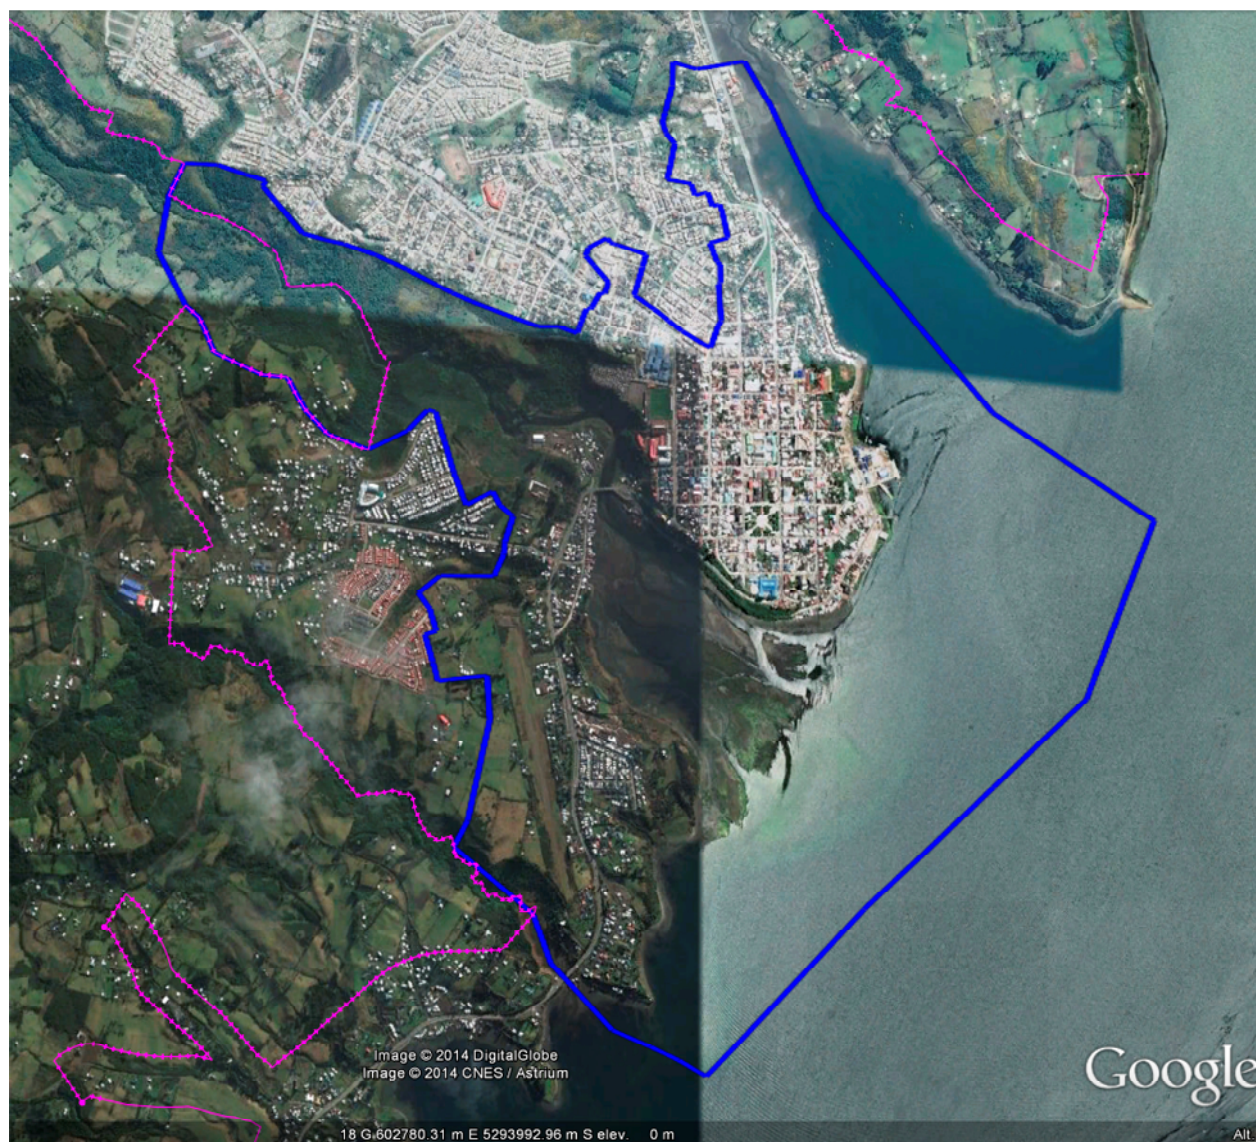 Image © 2014 DigitalGlobe
Image © 2014 CNES / Astrium
Google
18 G 602780.31 m E 5293992.96 m S elev. 0 m
Alt